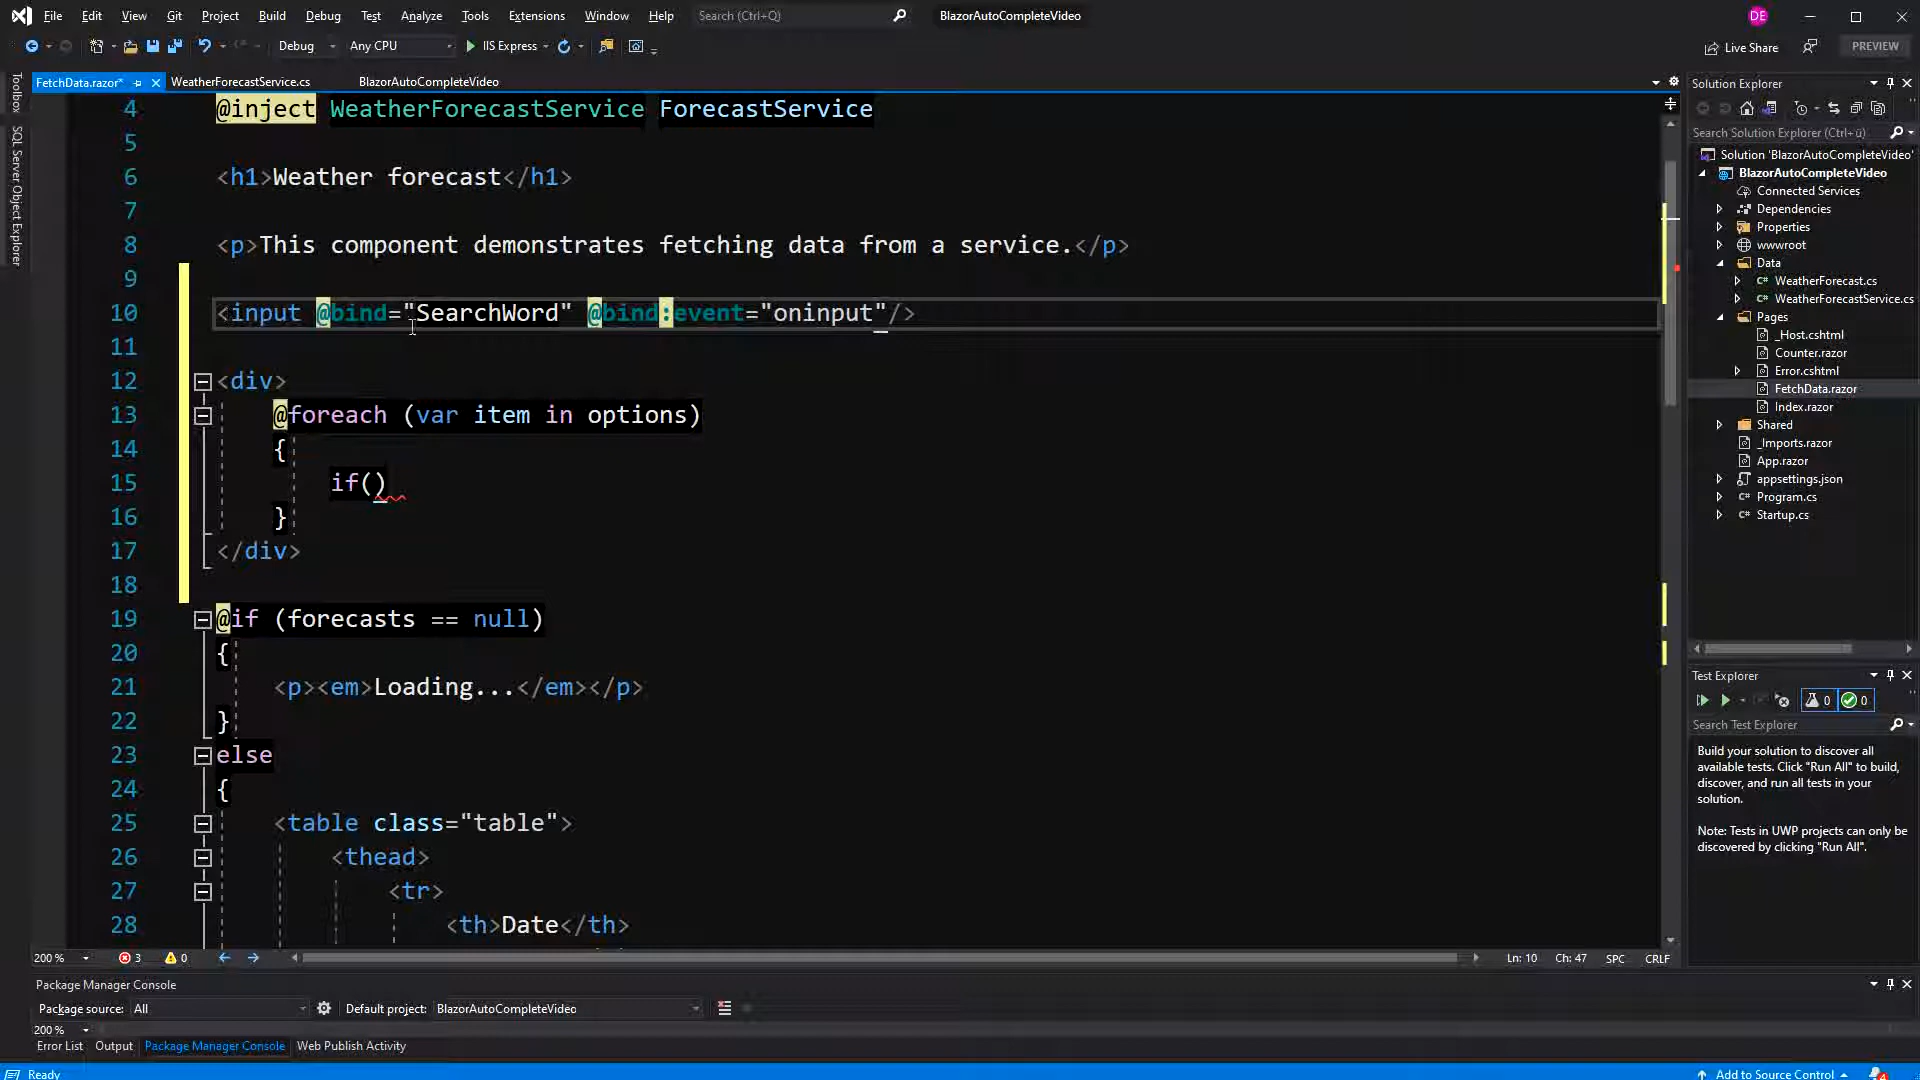 File Edit View Git Project Build Debug Test Analyze Tools Extensions Window Help Search (Ctrl+Q) BlazorAutoCompleteVideo DE
Debug Any CPU IIS Express Live Share PREVIEW
Toolbox
SQL Server Object Explorer
FetchData.razor* WeatherForecastService.cs BlazorAutoCompleteVideo
4 @inject WeatherForecastService ForecastService
5
6 <h1>Weather forecast</h1>
7
8 <p>This component demonstrates fetching data from a service.</p>
9
10 <input @bind="SearchWord" @bind:event="oninput"/>
11
12 <div>
13 @foreach (var item in options)
14 {
15 if()
16 }
17 </div>
18
19 @if (forecasts == null)
20 {
21 <p><em>Loading...</em></p>
22 }
23 else
24 {
25 <table class="table">
26 <thead>
27 <tr>
28 <th>Date</th>
200 % 3 0 Ln: 10 Ch: 47 SPC CRLF
Solution Explorer
Search Solution Explorer (Ctrl+ü)
Solution 'BlazorAutoCompleteVideo'
BlazorAutoCompleteVideo
Connected Services
Dependencies
Properties
wwwroot
Data
WeatherForecast.cs
WeatherForecastService.cs
Pages
_Host.cshtml
Counter.razor
Error.cshtml
FetchData.razor
Index.razor
Shared
_Imports.razor
App.razor
appsettings.json
Program.cs
Startup.cs
Test Explorer
0 0
Search Test Explorer
Build your solution to discover all
available tests. Click "Run All" to build,
discover, and run all tests in your
solution.
Note: Tests in UWP projects can only be
discovered by clicking "Run All".
Package Manager Console
Package source: All Default project: BlazorAutoCompleteVideo
200 %
Error List Output Package Manager Console Web Publish Activity
Ready Add to Source Control 4